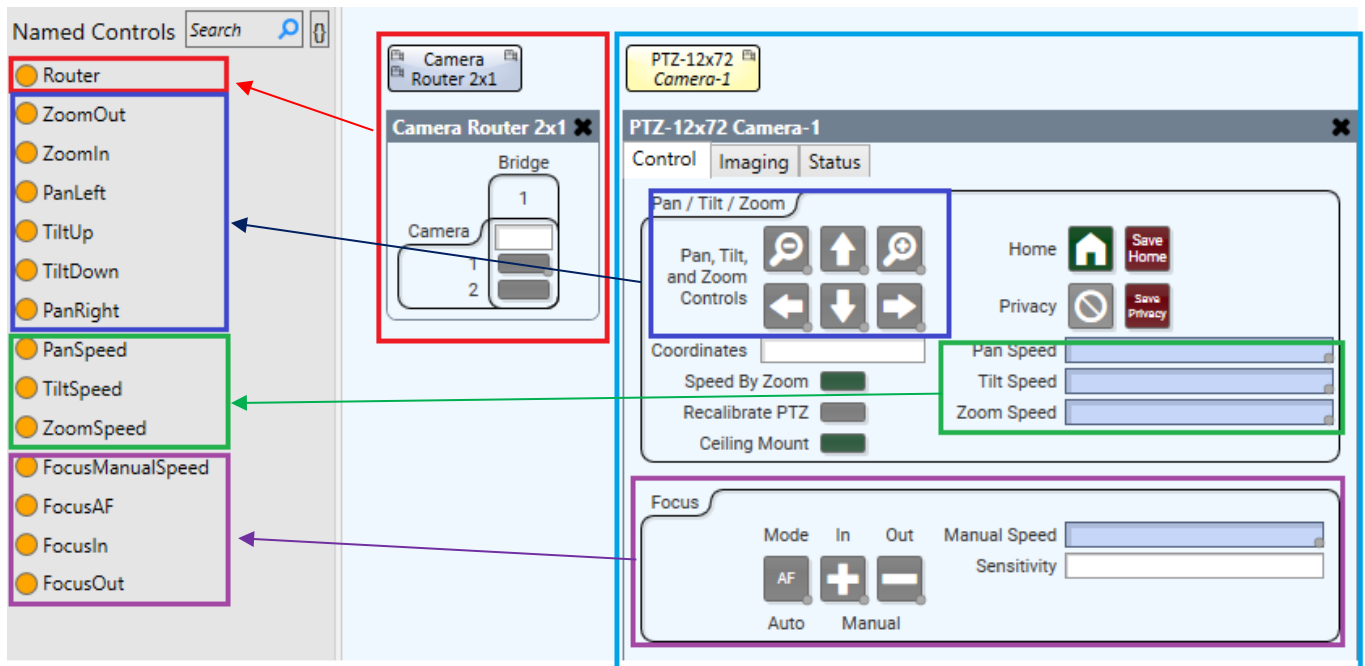 Named Controls Search {}
Router
ZoomOut
ZoomIn
PanLeft
TiltUp
TiltDown
PanRight
PanSpeed
TiltSpeed
ZoomSpeed
FocusManualSpeed
FocusAF
FocusIn
FocusOut
Camera
Router 2x1
Camera Router 2x1
Bridge
1
Camera
1
2
PTZ-12x72
Camera-1
PTZ-12x72 Camera-1
Control Imaging Status
Pan / Tilt / Zoom
Pan, Tilt,
and Zoom
Controls
Home
Save
Home
Privacy
Save
Privacy
Coordinates
Pan Speed
Speed By Zoom
Tilt Speed
Recalibrate PTZ
Zoom Speed
Ceiling Mount
Focus
Mode In Out Manual Speed
Sensitivity
AF
Auto Manual